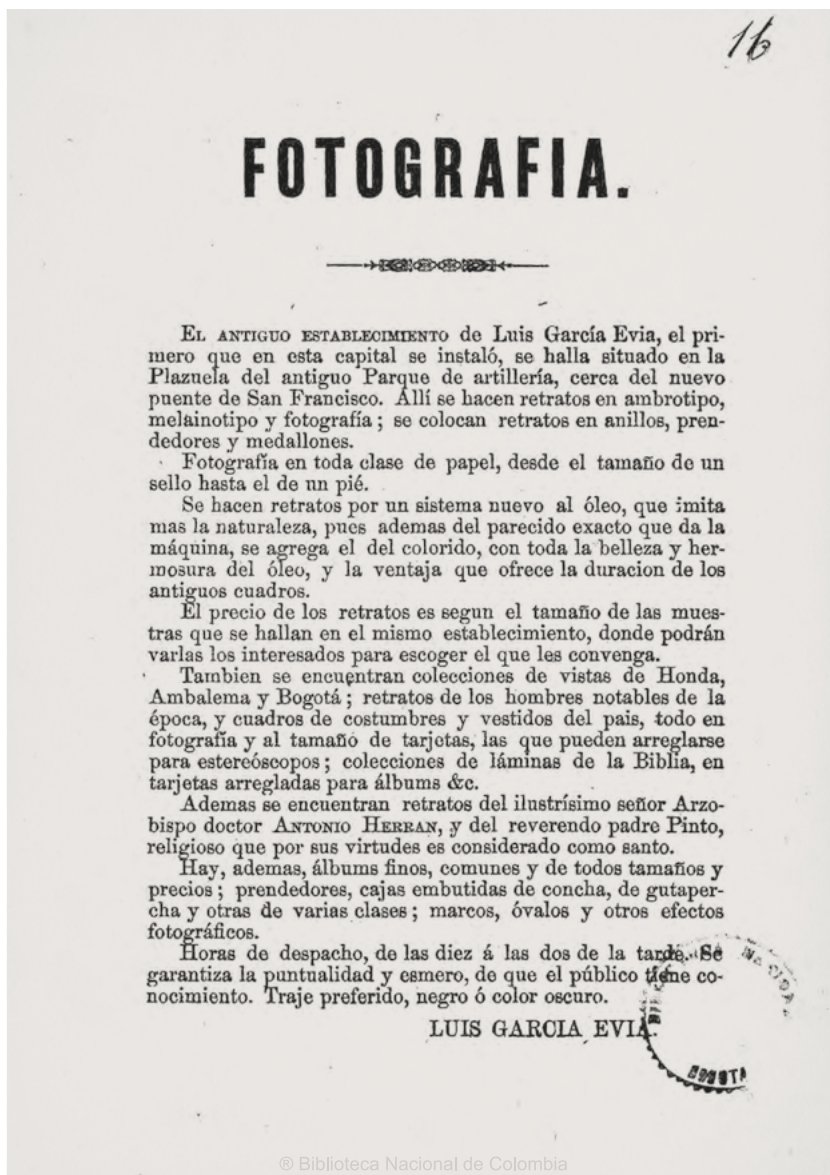 16
FOTOGRAFIA.
EL ANTIGUO ESTABLECIMIENTO de Luis García Evia, el pri-
mero que en esta capital se instaló, se halla situado en la
Plazuela del antiguo Parque de artillería, cerca del nuevo
puente de San Francisco. Allí se hacen retratos en ambrotipo,
melainotipo y fotografía; se colocan retratos en anillos, pren-
dedores y medallones.
Fotografía en toda clase de papel, desde el tamaño de un
sello hasta el de un pié.
Se hacen retratos por un sistema nuevo al óleo, que imita
mas la naturaleza, pues ademas del parecido exacto que da la
máquina, se agrega el del colorido, con toda la belleza y her-
mosura del óleo, y la ventaja que ofrece la duracion de los
antiguos cuadros.
El precio de los retratos es segun el tamaño de las mues-
tras que se hallan en el mismo establecimiento, donde podrán
varlas los interesados para escoger el que les convenga.
Tambien se encuentran colecciones de vistas de Honda,
Ambalema y Bogotá; retratos de los hombres notables de la
época, y cuadros de costumbres y vestidos del pais, todo en
fotografía y al tamaño de tarjetas, las que pueden arreglarse
para estereóscopos; colecciones de láminas de la Biblia, en
tarjetas arregladas para álbums &c.
Ademas se encuentran retratos del ilustrísimo señor Arzo-
bispo doctor ANTONIO HERRAN, y del reverendo padre Pinto,
religioso que por sus virtudes es considerado como santo.
Hay, ademas, álbums finos, comunes y de todos tamaños y
precios; prendedores, cajas embutidas de concha, de gutaper-
cha y otras de varias clases; marcos, óvalos y otros efectos
fotográficos.
Horas de despacho, de las diez á las dos de la tarde. Se
garantiza la puntualidad y esmero, de que el público tiene co-
nocimiento. Traje preferido, negro ó color oscuro.
LUIS GARCIA EVIA.
BOGOTA
® Biblioteca Nacional de Colombia